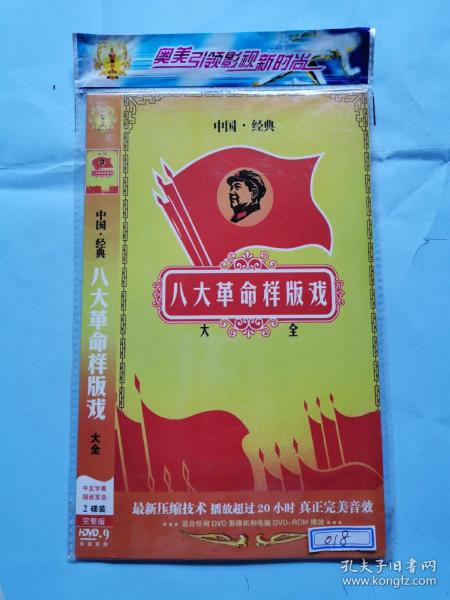 奥美引领影视新时尚
中国·经典
八大革命样版戏
大全
最新压缩技术 播放超过20小时 真正完美音效
★★★适合任何DVD影碟机和电脑DVD-ROM播放★★★
018
中国·经典
八大革命样版戏
大全
中文字幕
国语发音
2碟装
完整版
HDVD-9
孔夫子旧书网
www.kongfz.com